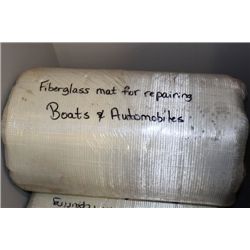 Fiberglass mat for repairing
Boats & Automobiles